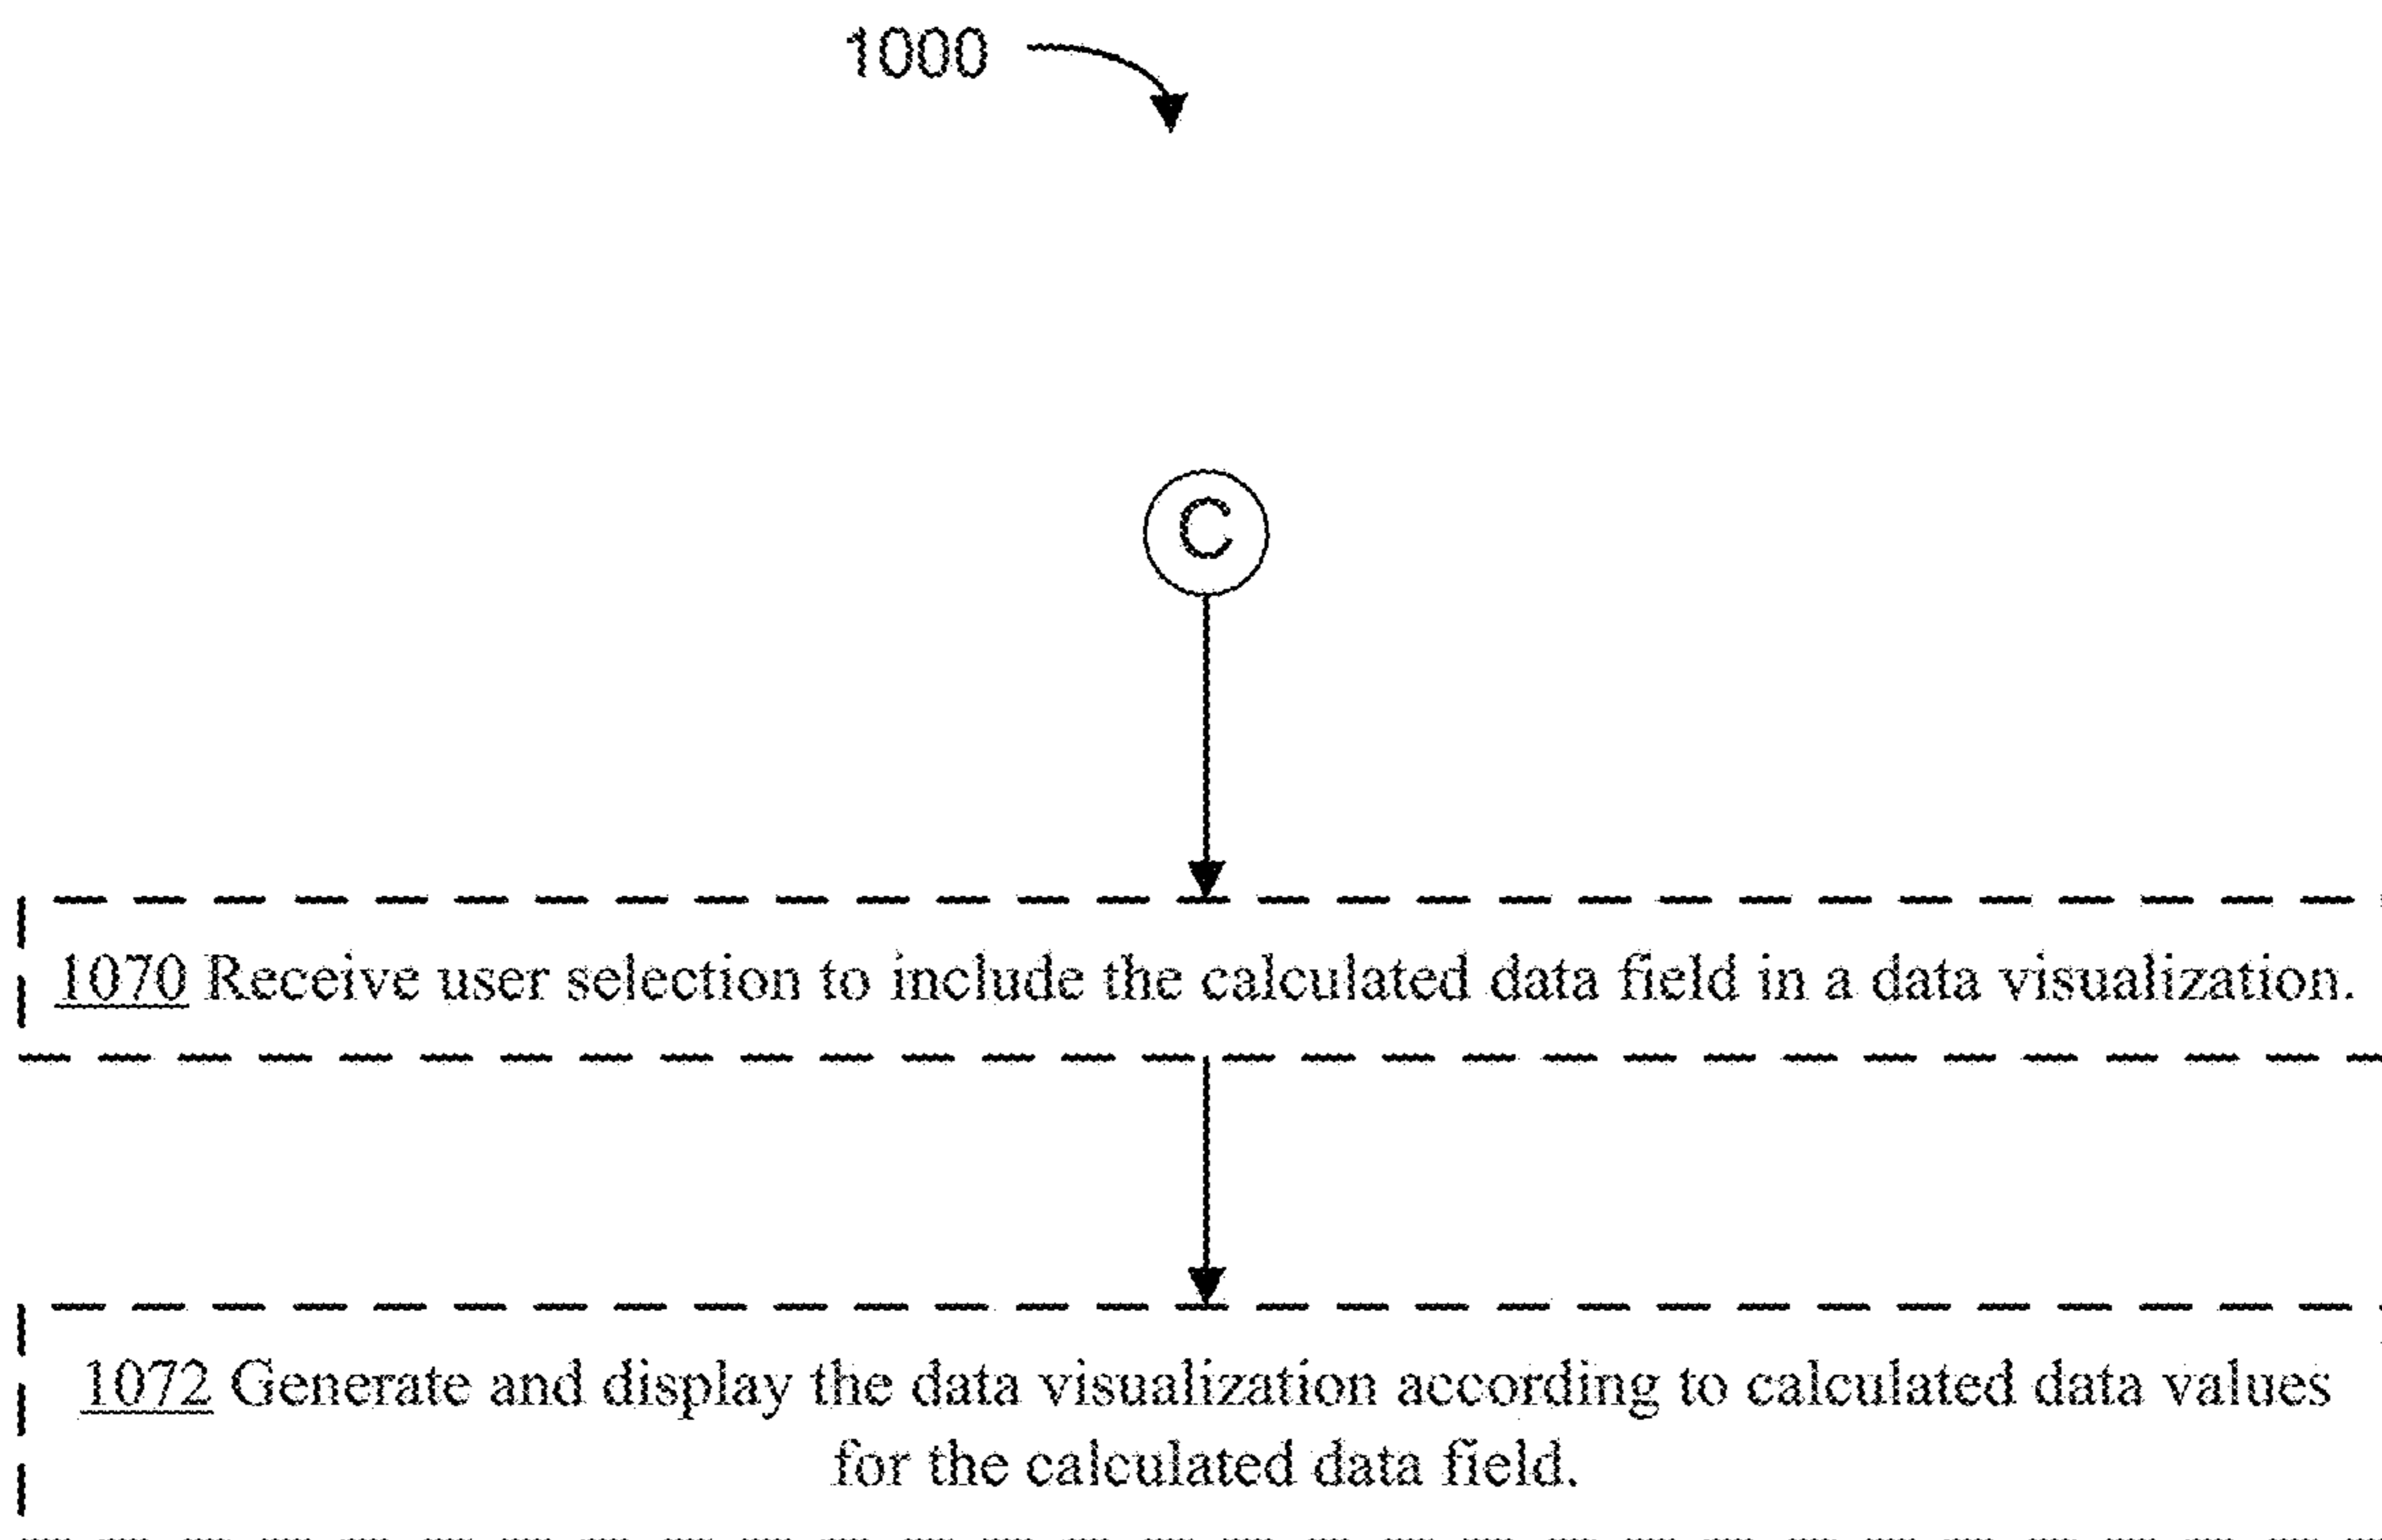 1000
C
1070 Receive user selection to include the calculated data field in a data visualization.
1072 Generate and display the data visualization according to calculated data values
for the calculated data field.